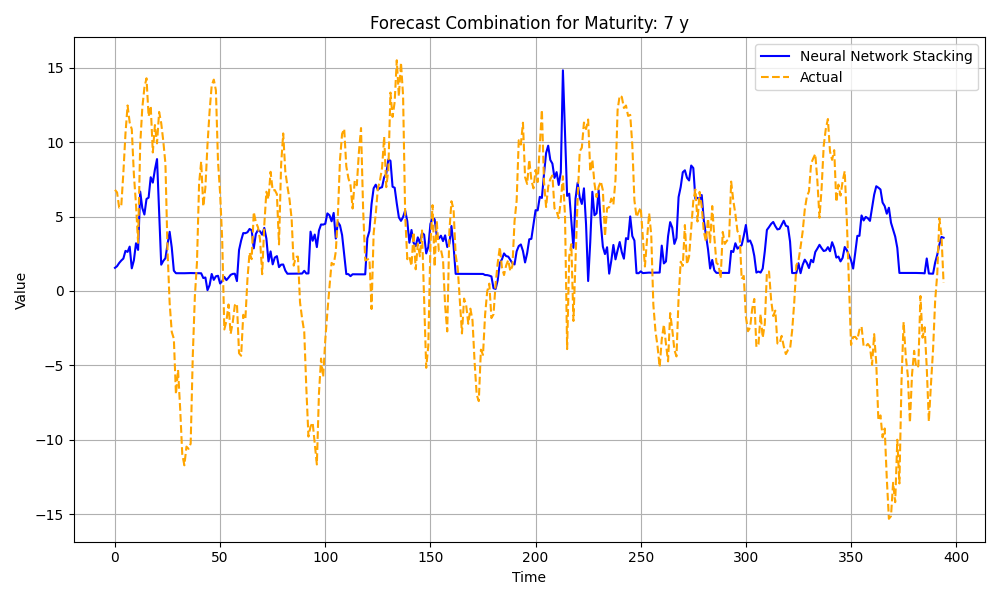 Forecast Combination for Maturity: 7 y
Neural Network Stacking
Actual
Value
15
10
5
0
−5
−10
−15
0 50 100 150 200 250 300 350 400
Time